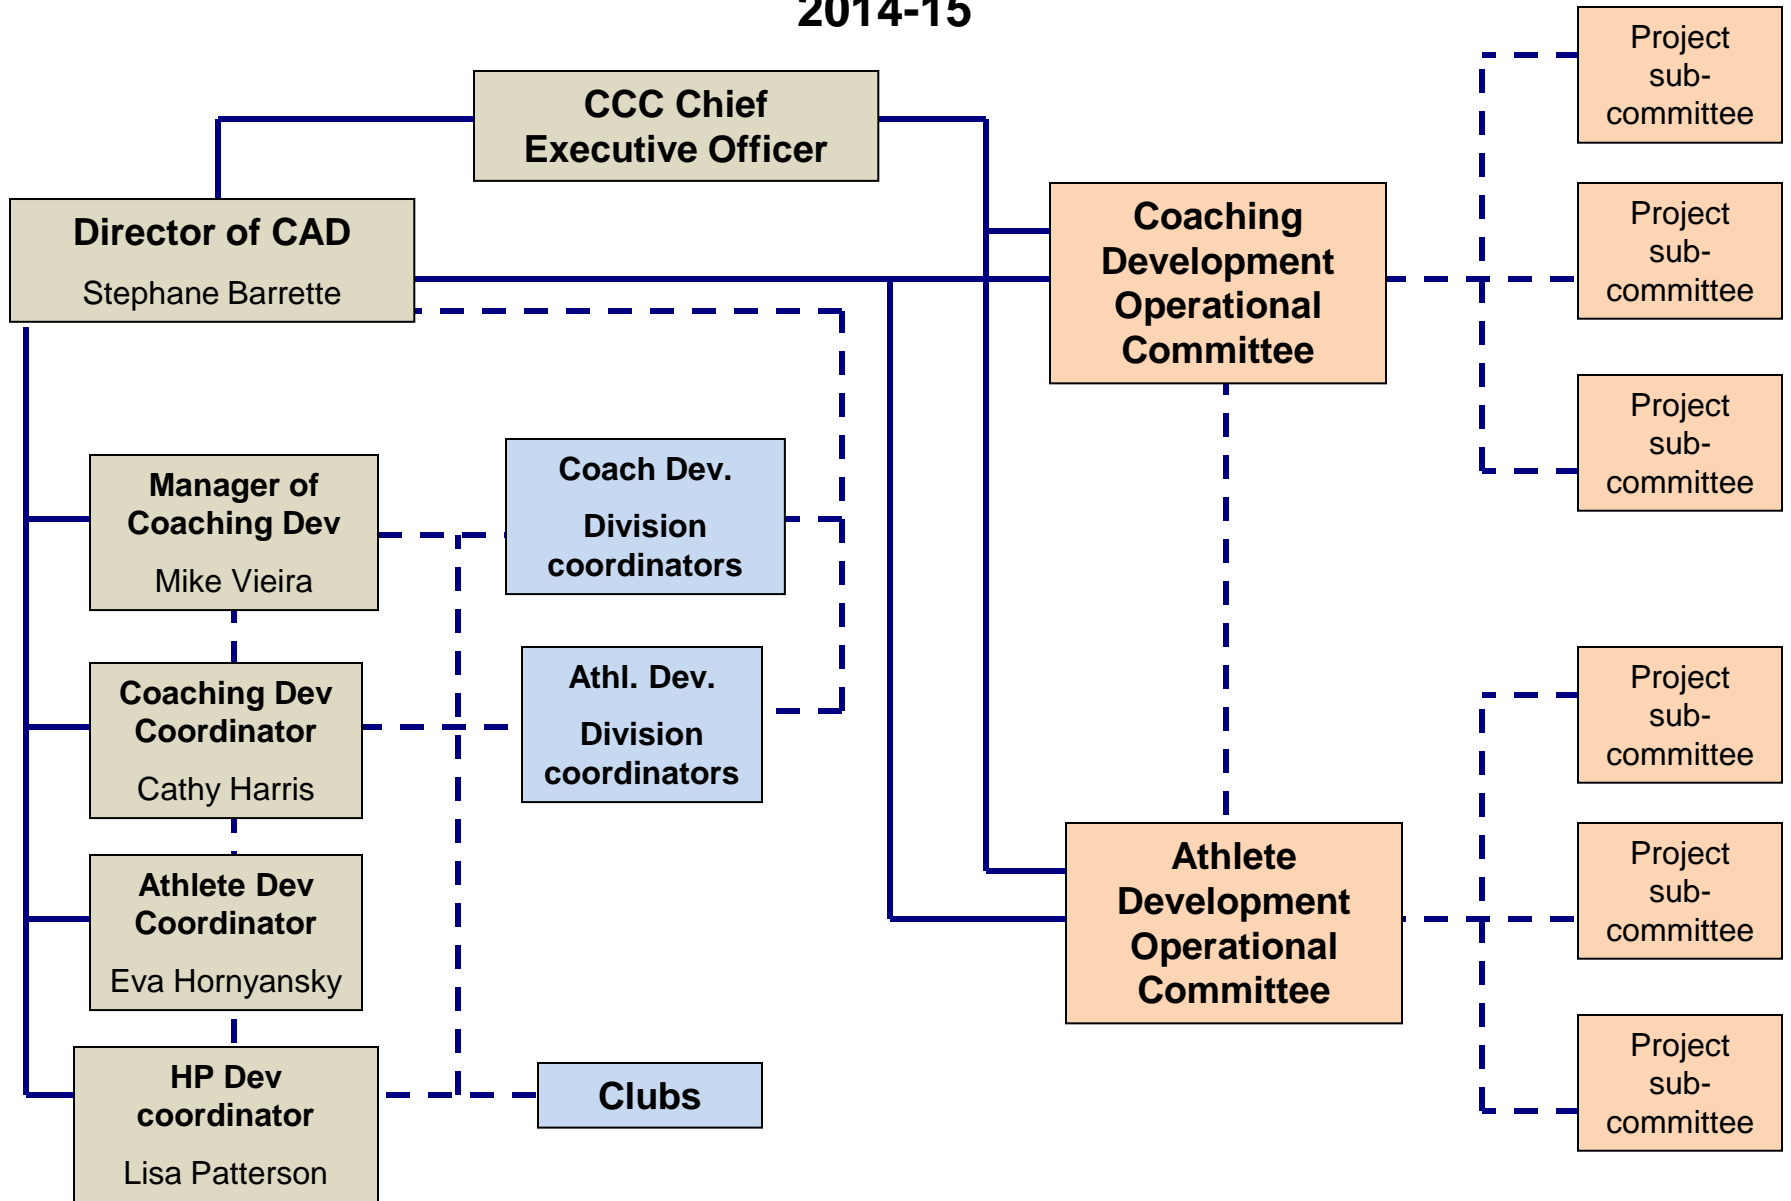 2014-15
CCC Chief
Executive Officer
Director of CAD
Stephane Barrette
Manager of
Coaching Dev
Mike Vieira
Coaching Dev
Coordinator
Cathy Harris
Athlete Dev
Coordinator
Eva Hornyansky
HP Dev
coordinator
Lisa Patterson
Coach Dev.
Division
coordinators
Athl. Dev.
Division
coordinators
Clubs
Coaching
Development
Operational
Committee
Athlete
Development
Operational
Committee
Project
sub-
committee
Project
sub-
committee
Project
sub-
committee
Project
sub-
committee
Project
sub-
committee
Project
sub-
committee